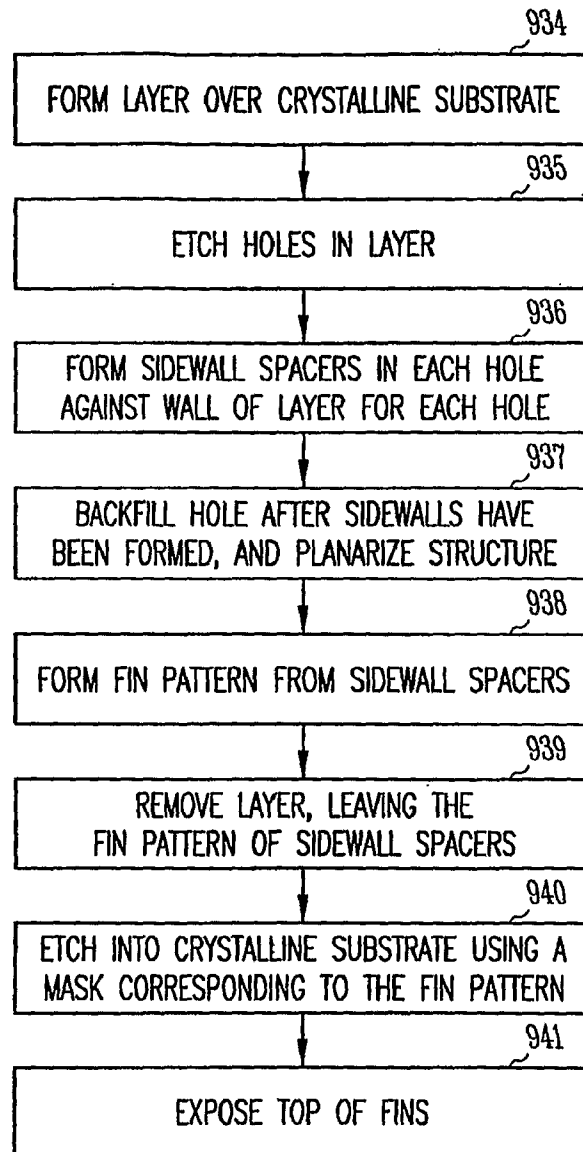 934
FORM LAYER OVER CRYSTALLINE SUBSTRATE
935
ETCH HOLES IN LAYER
936
FORM SIDEWALL SPACERS IN EACH HOLE
AGAINST WALL OF LAYER FOR EACH HOLE
937
BACKFILL HOLE AFTER SIDEWALLS HAVE
BEEN FORMED, AND PLANARIZE STRUCTURE
938
FORM FIN PATTERN FROM SIDEWALL SPACERS
939
REMOVE LAYER, LEAVING THE
FIN PATTERN OF SIDEWALL SPACERS
940
ETCH INTO CRYSTALLINE SUBSTRATE USING A
MASK CORRESPONDING TO THE FIN PATTERN
941
EXPOSE TOP OF FINS